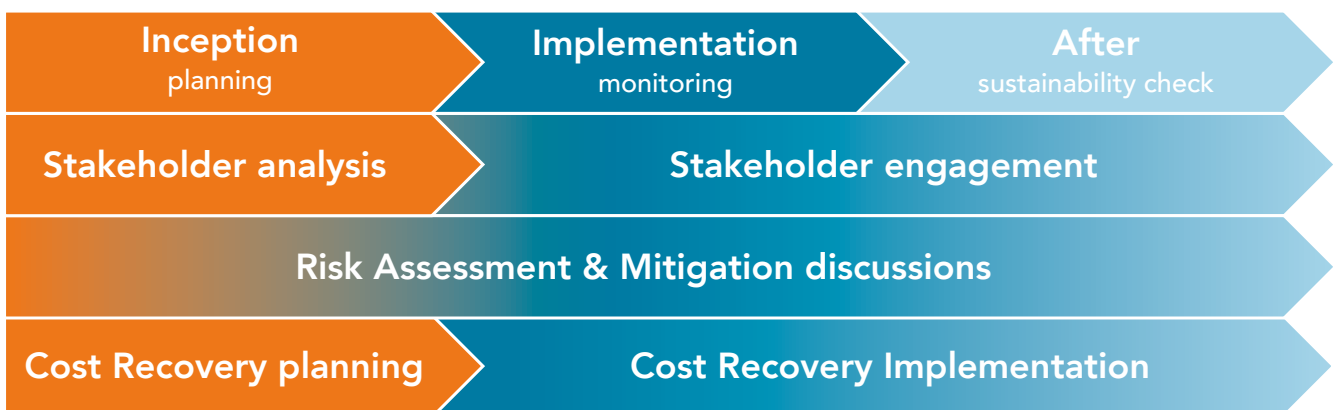 Inception
planning
Implementation
monitoring
After
sustainability check
Stakeholder analysis
Stakeholder engagement
Risk Assessment & Mitigation discussions
Cost Recovery planning
Cost Recovery Implementation